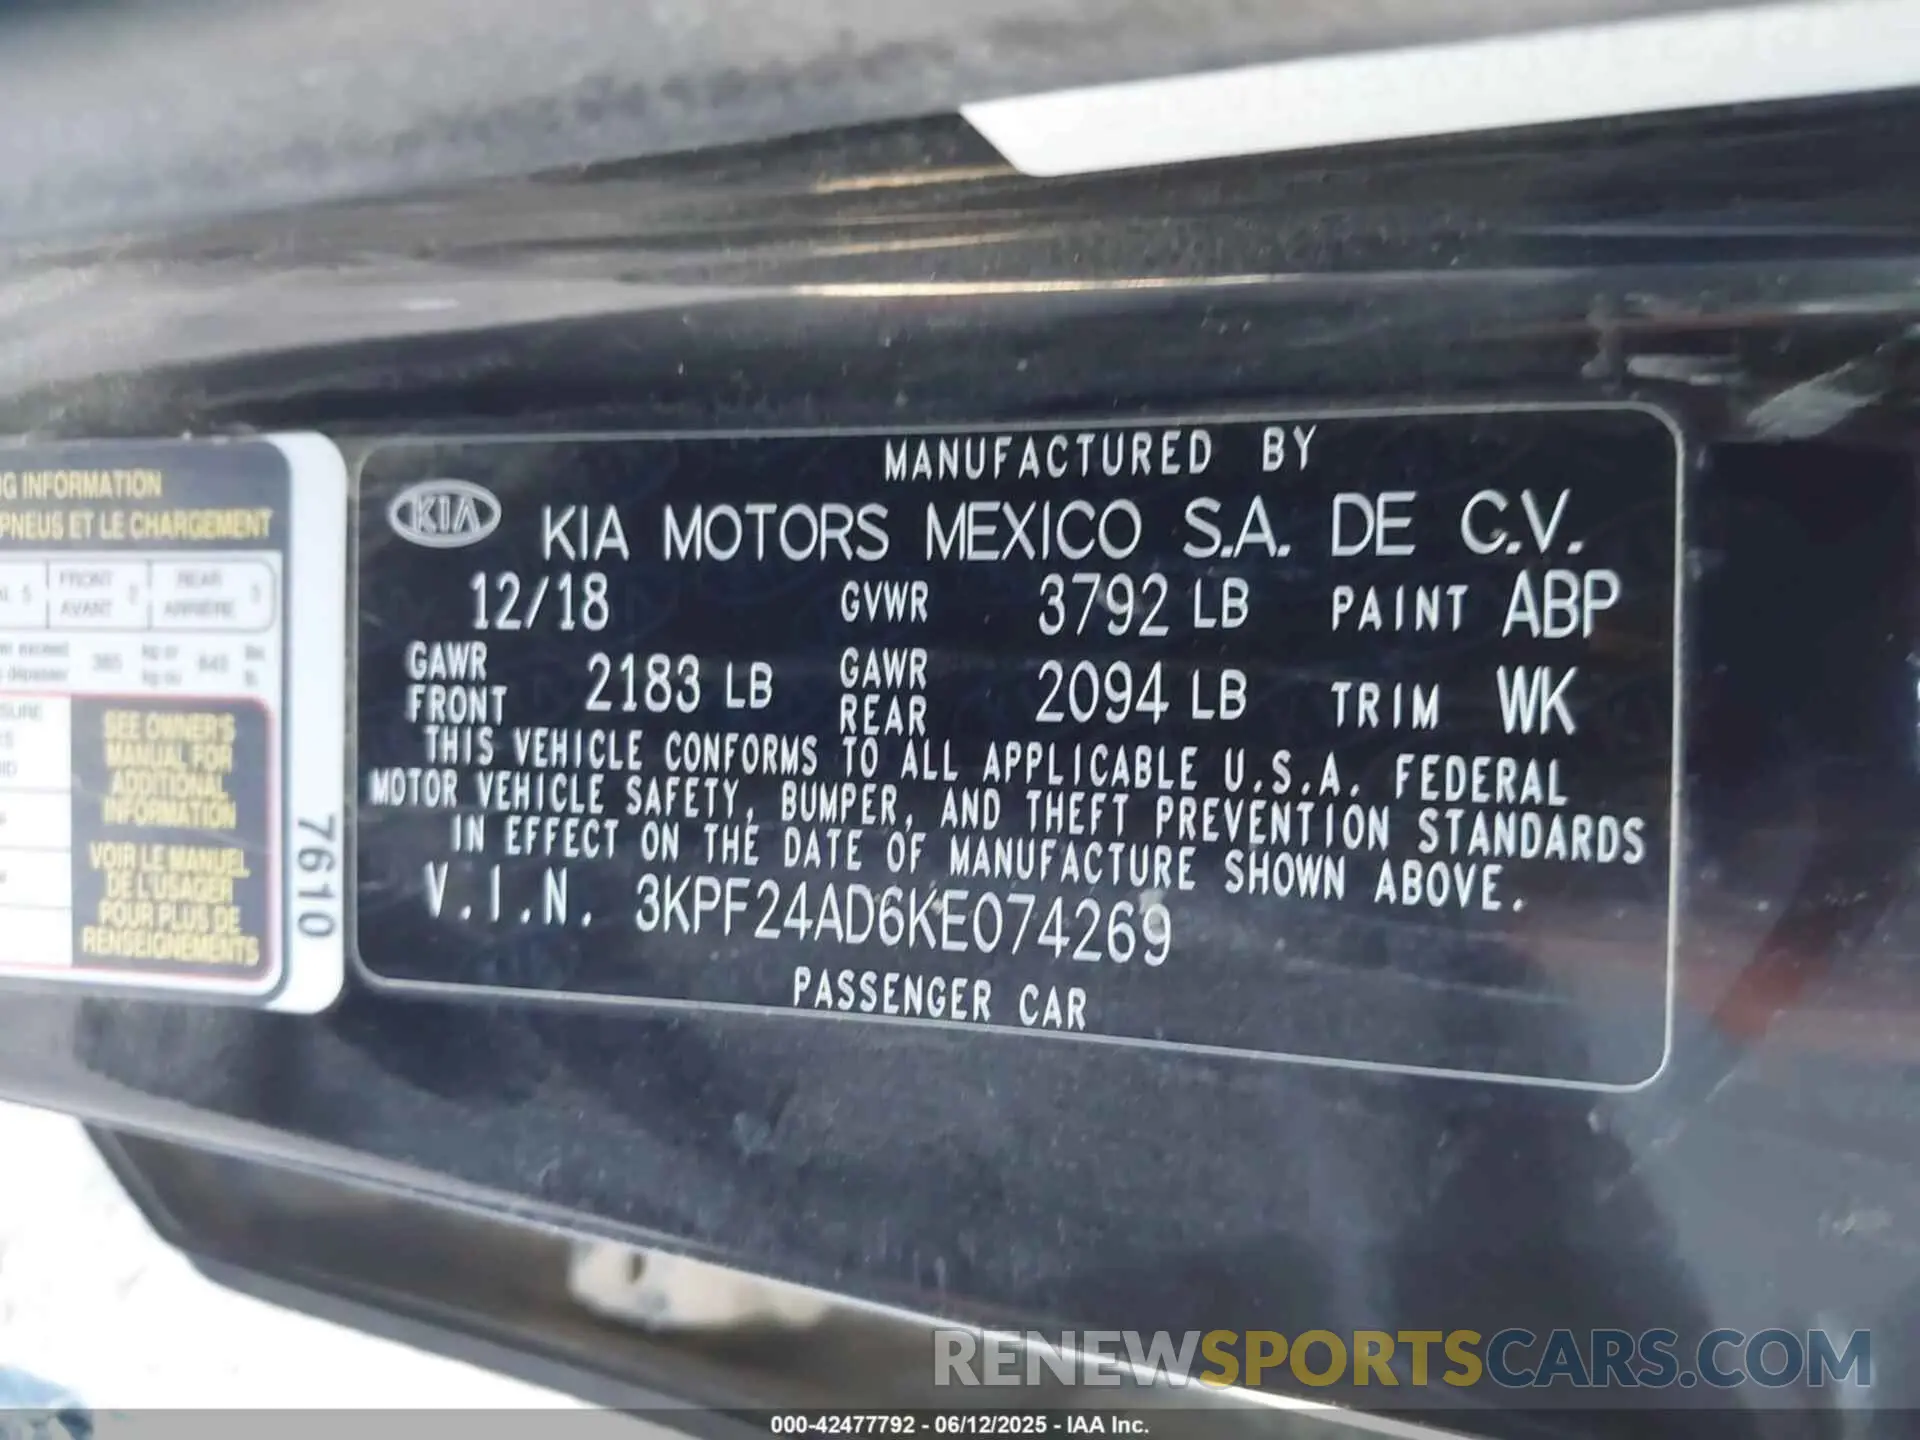 G INFORMATION
PNEUS ET LE CHARGEMENT
FRONT
AVANT
REAR
ARRIÈRE
SEE OWNER'S
MANUAL FOR
ADDITIONAL
INFORMATION
VOIR LE MANUEL
DE L'USAGER
POUR PLUS DE
RENSEIGNEMENTS
7610
MANUFACTURED BY
KIA
KIA MOTORS MEXICO S.A. DE C.V.
12/18 GVWR 3792 LB PAINT ABP
GAWR FRONT 2183 LB GAWR REAR 2094 LB TRIM WK
THIS VEHICLE CONFORMS TO ALL APPLICABLE U.S.A. FEDERAL
MOTOR VEHICLE SAFETY, BUMPER, AND THEFT PREVENTION STANDARDS
IN EFFECT ON THE DATE OF MANUFACTURE SHOWN ABOVE.
V.I.N. 3KPF24AD6KE074269
PASSENGER CAR
RENEWSPORTSCARS.COM
000-42477792 - 06/12/2025 - IAA Inc.